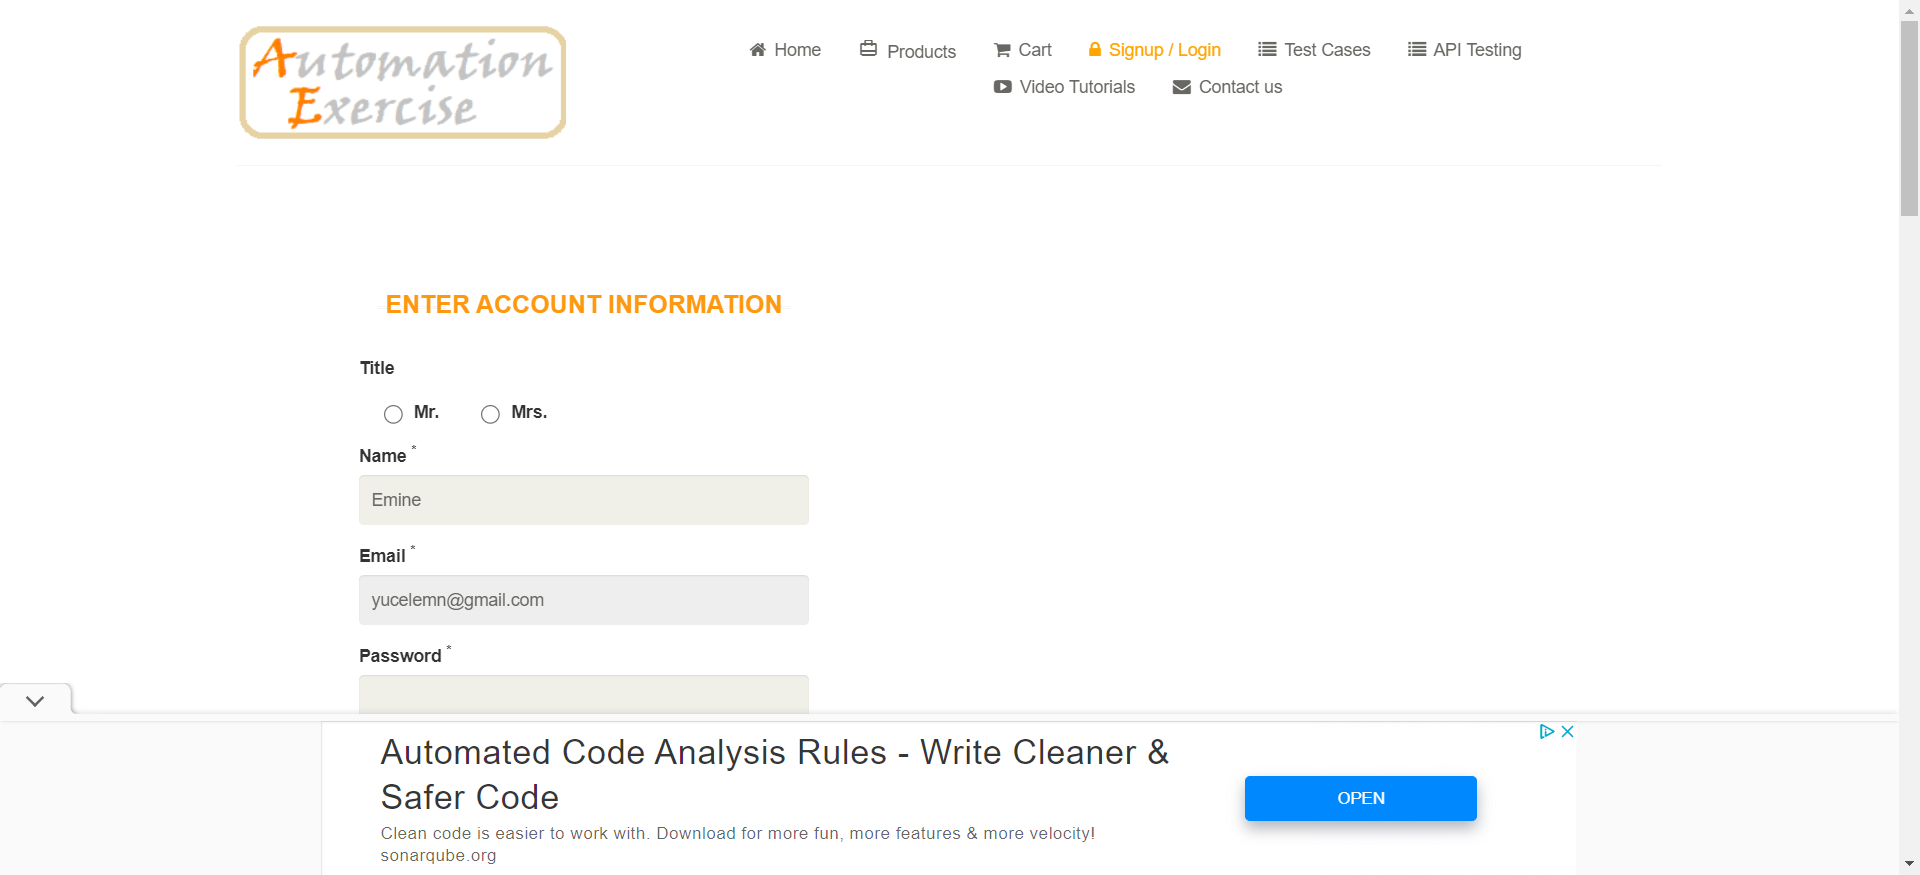 Automation
Exercise
Home
Products
Cart
Signup / Login
Test Cases
API Testing
Video Tutorials
Contact us
ENTER ACCOUNT INFORMATION
Title
Mr.
Mrs.
Name *
Emine
Email *
yucelemn@gmail.com
Password *
Automated Code Analysis Rules - Write Cleaner &
Safer Code
Clean code is easier to work with. Download for more fun, more features & more velocity!
sonarqube.org
OPEN